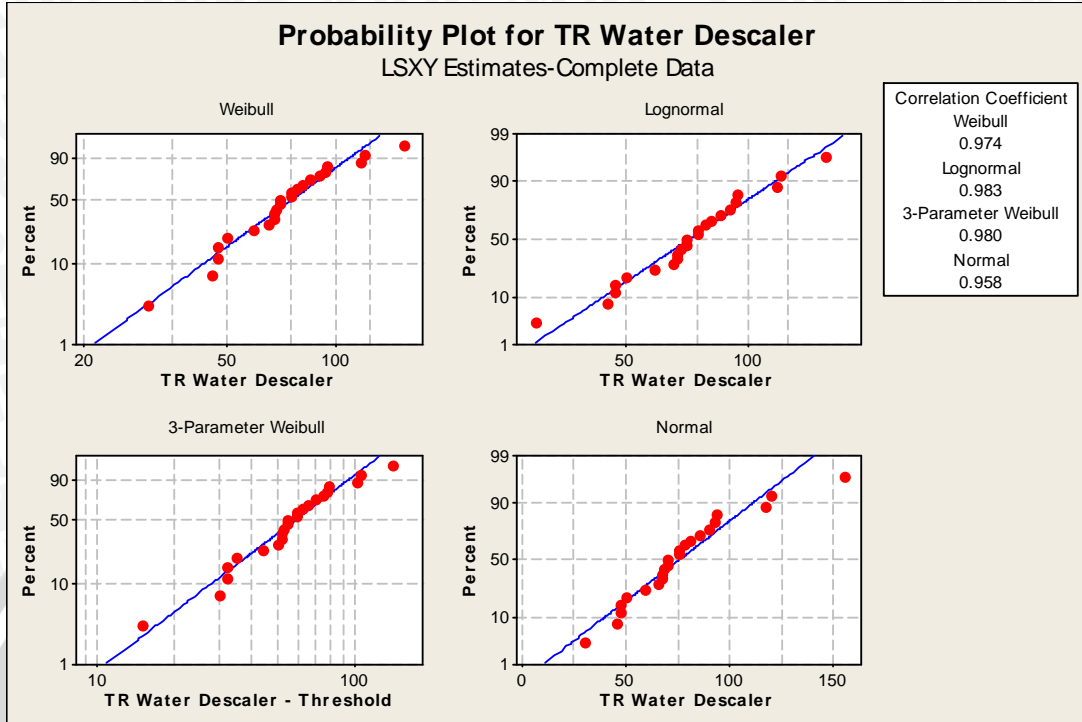 Probability Plot for TR Water Descaler
LSXY Estimates-Complete Data
Weibull
Percent
90
50
10
1
20
50
100
TR Water Descaler
Lognormal
Percent
99
90
50
10
1
50
100
TR Water Descaler
Correlation Coefficient
Weibull
0.974
Lognormal
0.983
3-Parameter Weibull
0.980
Normal
0.958
3-Parameter Weibull
Percent
90
50
10
1
10
100
TR Water Descaler - Threshold
Normal
Percent
99
90
50
10
1
0
50
100
150
TR Water Descaler